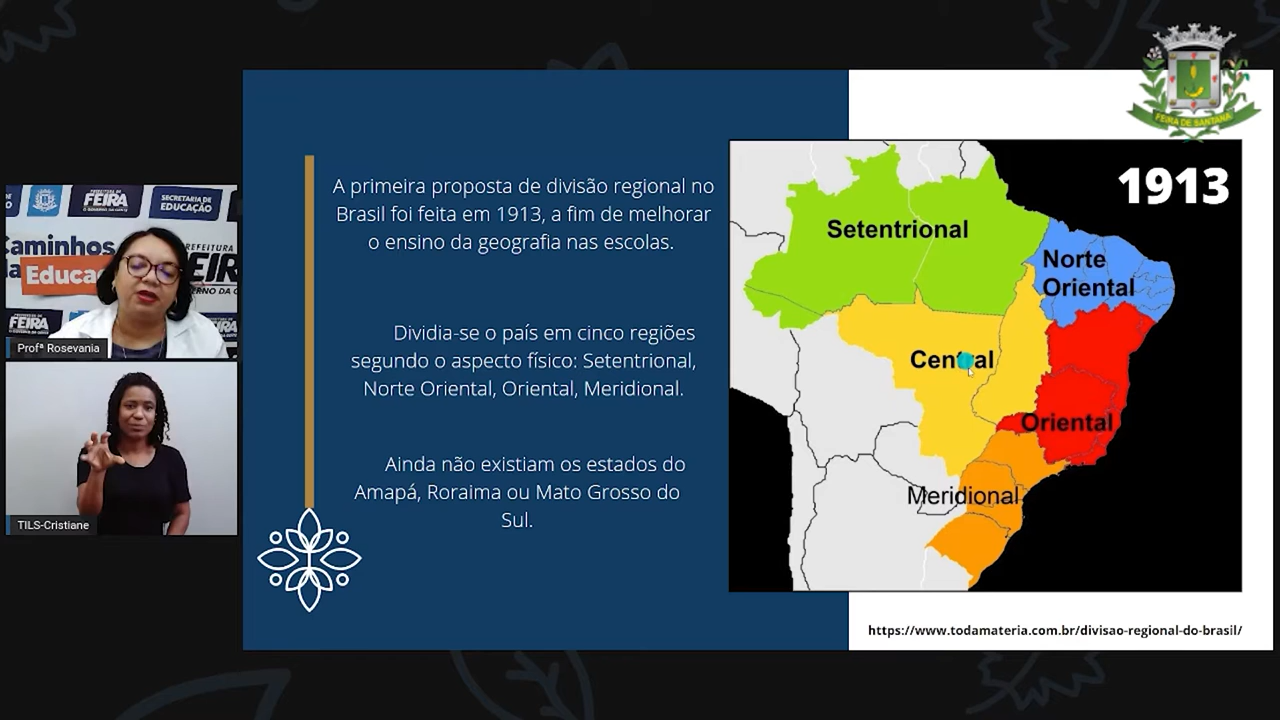 FEIRA DE SANTANA
A primeira proposta de divisão regional no
Brasil foi feita em 1913, a fim de melhorar
o ensino da geografia nas escolas.
Dividia-se o país em cinco regiões
segundo o aspecto físico: Setentrional,
Norte Oriental, Oriental, Meridional.
Ainda não existiam os estados do
Amapá, Roraima ou Mato Grosso do
Sul.
1913
Setentrional
Norte
Oriental
Central
Oriental
Meridional
https://www.todamateria.com.br/divisao-regional-do-brasil/
FEIRA
SECRETARIA DE
EDUCAÇÃO
Caminhos
Educa
REFEITURA
EIR
ERNO DA C
FEIRA
Profª Rosevania
TILS-Cristiane